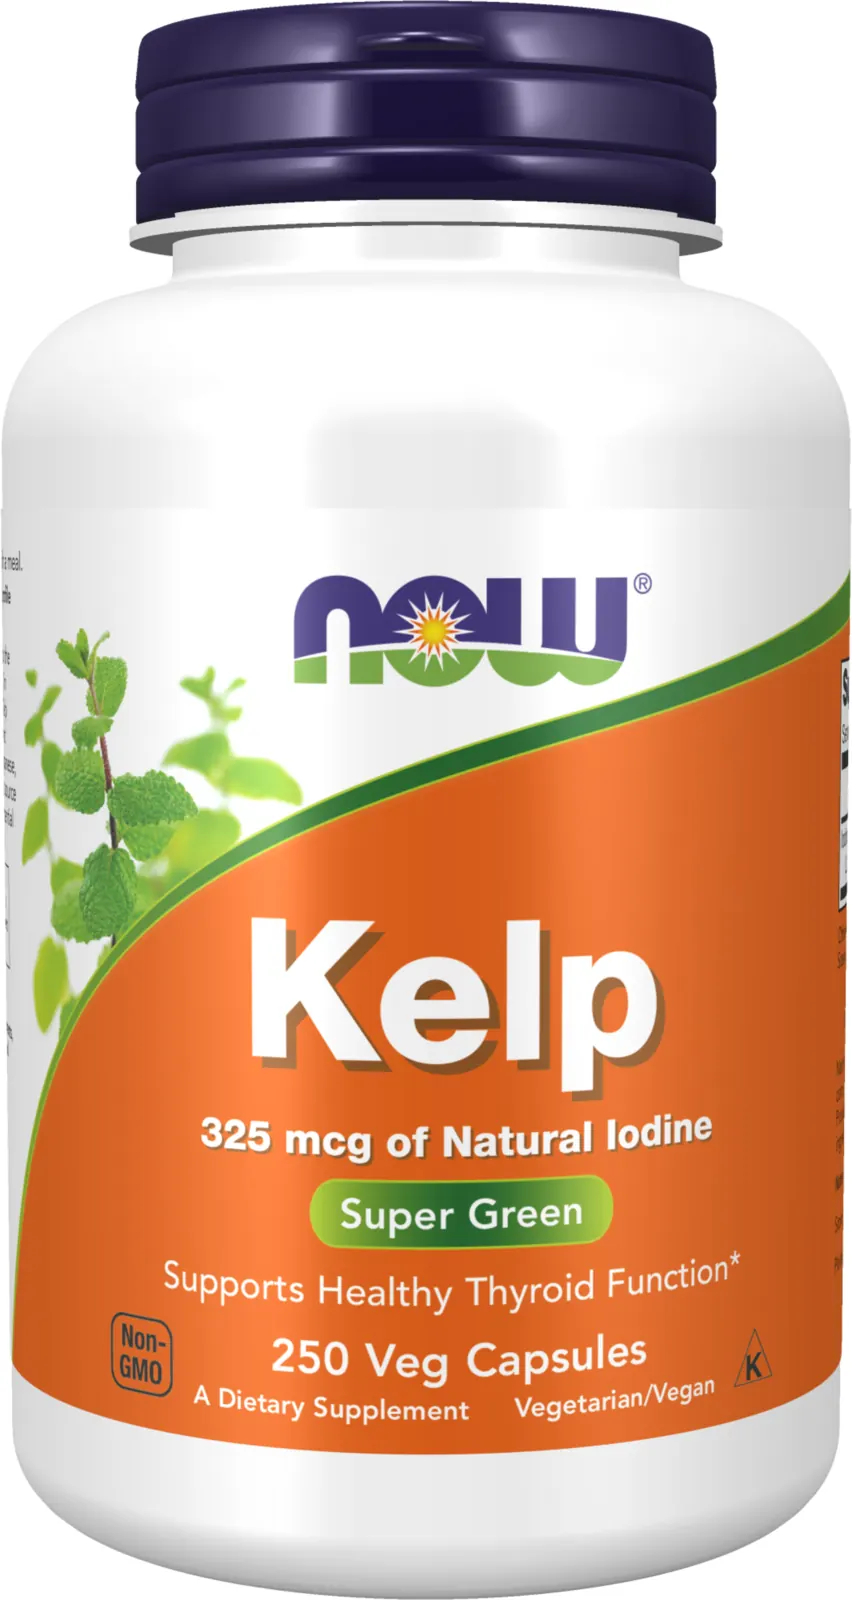 now®
Kelp
325 mcg of Natural Iodine
Super Green
Supports Healthy Thyroid Function*
250 Veg Capsules
Non-
GMO
A Dietary Supplement
Vegetarian/Vegan
K
a meal.